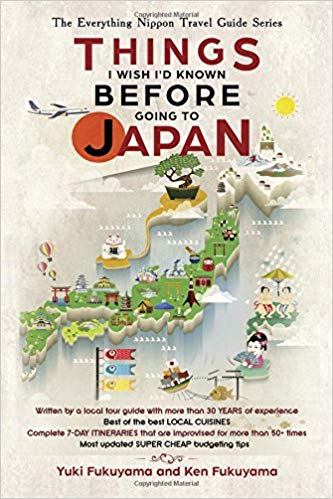 The Everything Nippon Travel Guide Series
THINGS
I WISH I'D KNOWN
BEFORE
GOING TO
JAPAN
Written by a local tour guide with more than 30 YEARS of experience
Best of the best LOCAL CUISINES
Complete 7-DAY ITINERARIES that are improvised for more than 50+ times
Most updated SUPER CHEAP budgeting tips
Yuki Fukuyama and Ken Fukuyama